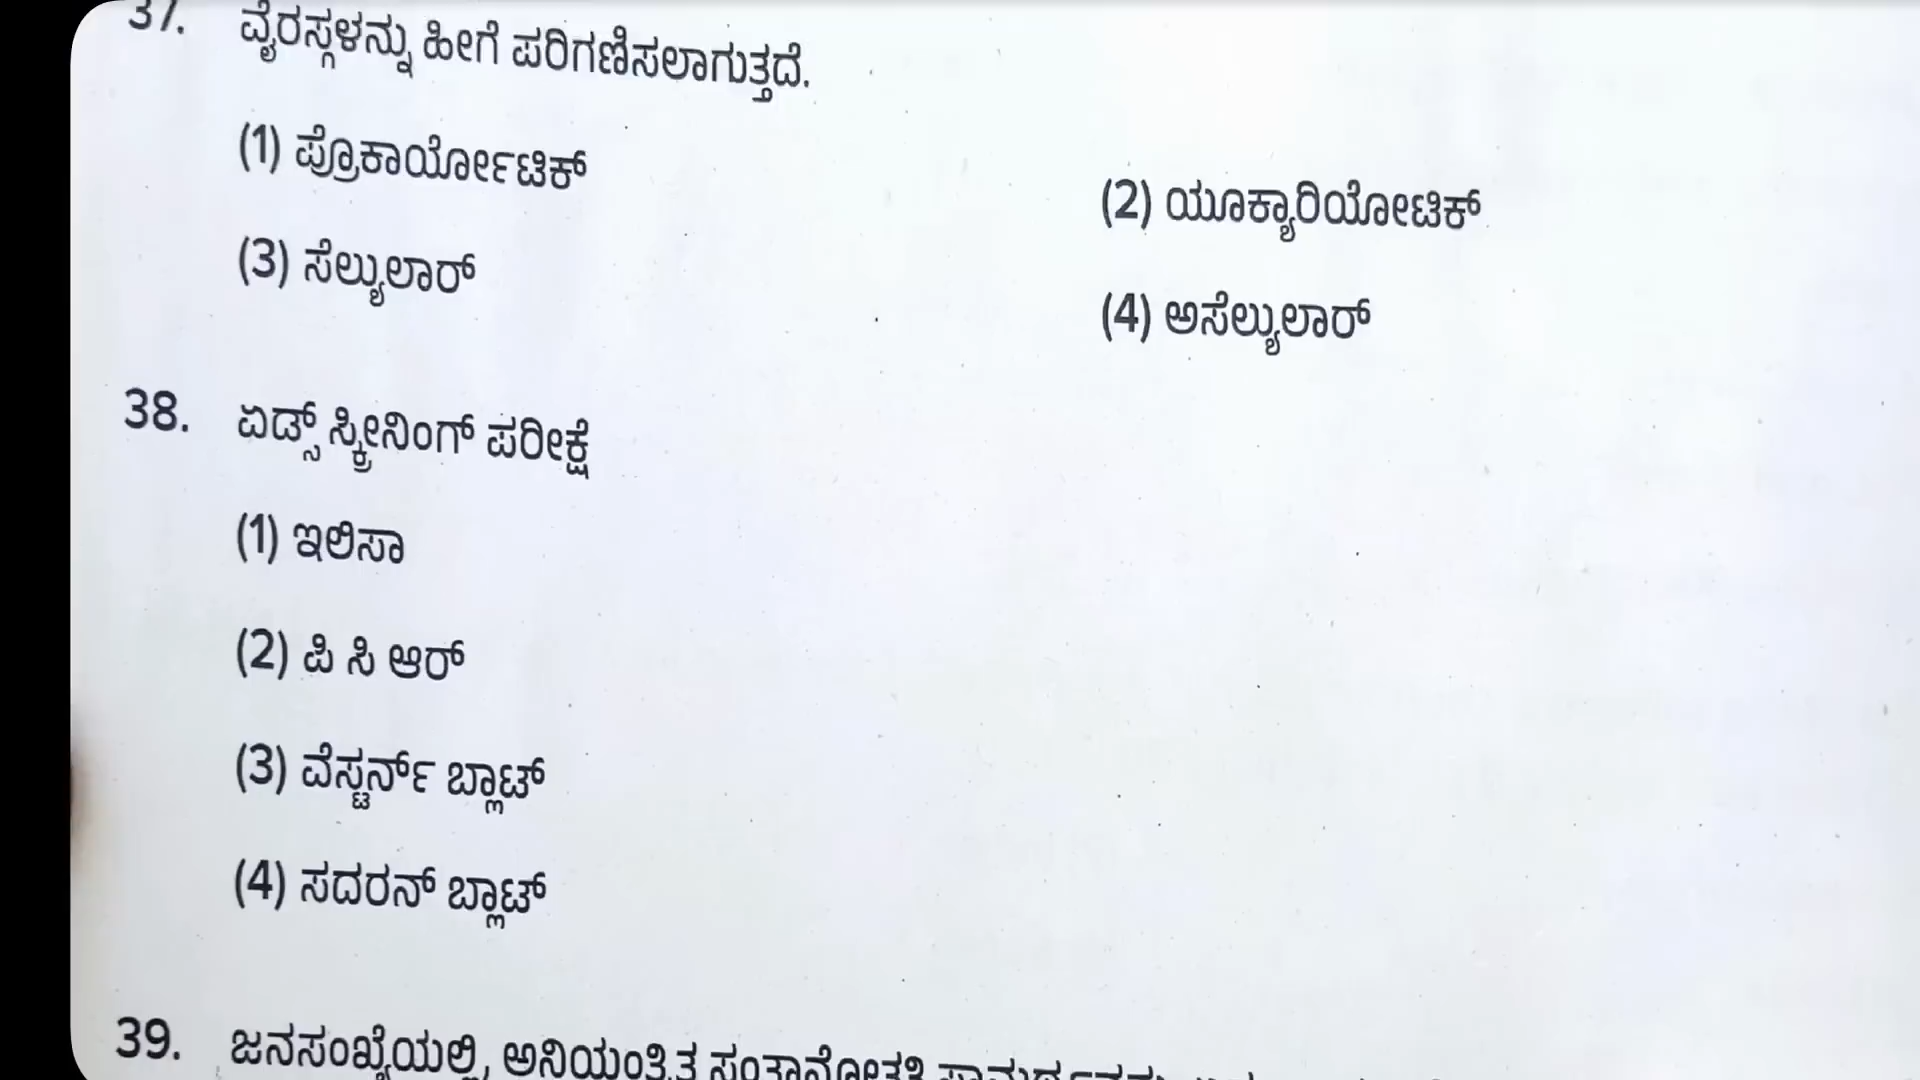 37. ವೈರಸ್ಗಳನ್ನು ಹೀಗೆ ಪರಿಗಣಿಸಲಾಗುತ್ತದೆ.
(1) ಪ್ರೊಕಾರ್ಯೋಟಿಕ್
(2) ಯೂಕ್ಯಾರಿಯೋಟಿಕ್
(3) ಸೆಲ್ಯುಲಾರ್
(4) ಅಸೆಲ್ಯುಲಾರ್
38. ಏಡ್ಸ್ ಸ್ಕ್ರೀನಿಂಗ್ ಪರೀಕ್ಷೆ
(1) ಇಲಿಸಾ
(2) ಪಿ ಸಿ ಆರ್
(3) ವೆಸ್ಟರ್ನ್ ಬ್ಲಾಟ್
(4) ಸದರನ್ ಬ್ಲಾಟ್
39. ಜನಸಂಖ್ಯೆಯಲ್ಲಿ, ಅನಿಯಂತ್ರಿತ